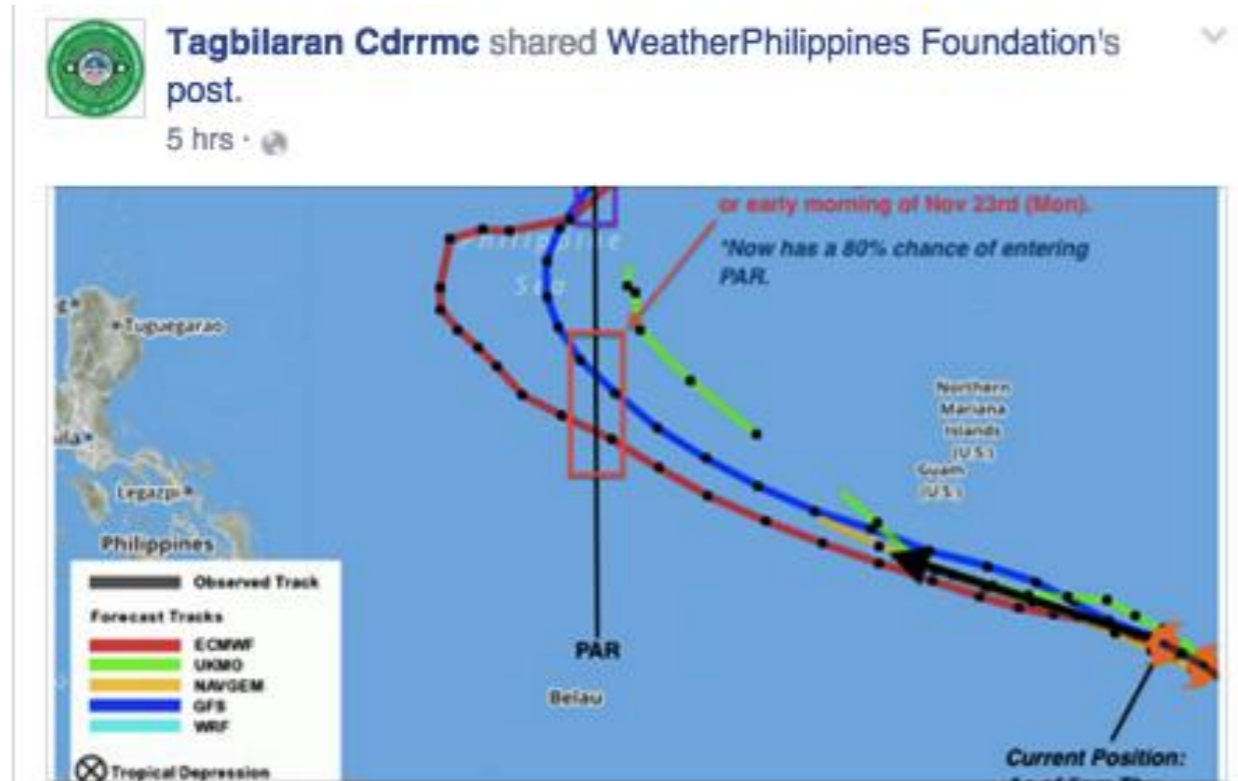 Tagbilaran Cdrrmc shared WeatherPhilippines Foundation's
post.
5 hrs ·
or early morning of Nov 23rd (Mon).
*Now has a 80% chance of entering
PAR.
Philippine
Sea
Tuguegarao
Northern
Mariana
Islands
(U.S.)
Guam
(U.S.)
Legazpi
Philippines
Observed Track
Forecast Tracks
ECMWF
UKMO
NAVGEM
GFS
WRF
Tropical Depression
PAR
Belau
Current Position: